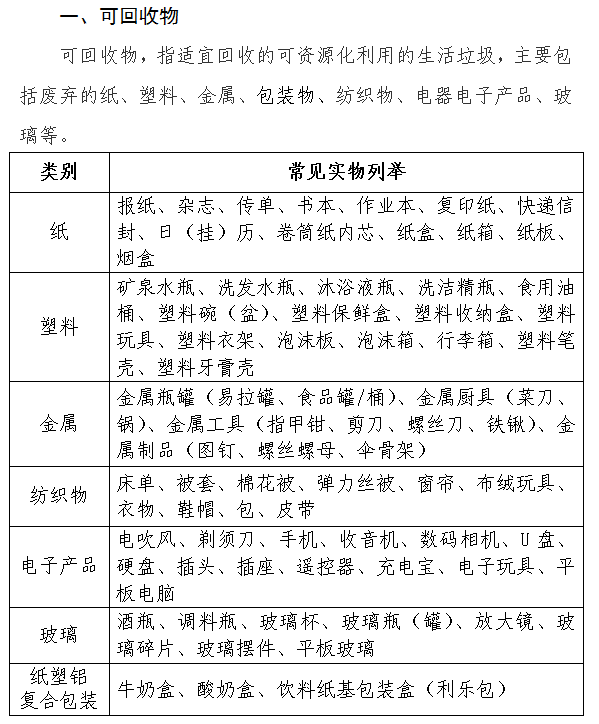 一、可回收物
可回收物，指适宜回收的可资源化利用的生活垃圾，主要包
括废弃的纸、塑料、金属、包装物、纺织物、电器电子产品、玻
璃等。
类别 常见实物列举
纸
报纸、杂志、传单、书本、作业本、复印纸、快递信
封、日（挂）历、卷筒纸内芯、纸盒、纸箱、纸板、
烟盒
塑料
矿泉水瓶、洗发水瓶、沐浴液瓶、洗洁精瓶、食用油
桶、塑料碗（盆）、塑料保鲜盒、塑料收纳盒、塑料
玩具、塑料衣架、泡沫板、泡沫箱、行李箱、塑料笔
壳、塑料牙膏壳
金属
金属瓶罐（易拉罐、食品罐/桶）、金属厨具（菜刀、
锅）、金属工具（指甲钳、剪刀、螺丝刀、铁锹）、金
属制品（图钉、螺丝螺母、伞骨架）
纺织物
床单、被套、棉花被、弹力丝被、窗帘、布绒玩具、
衣物、鞋帽、包、皮带
电子产品
电吹风、剃须刀、手机、收音机、数码相机、U 盘、
硬盘、插头、插座、遥控器、充电宝、电子玩具、平
板电脑
玻璃
酒瓶、调料瓶、玻璃杯、玻璃瓶（罐）、放大镜、玻
璃碎片、玻璃摆件、平板玻璃
纸塑铝
复合包装
牛奶盒、酸奶盒、饮料纸基包装盒（利乐包）